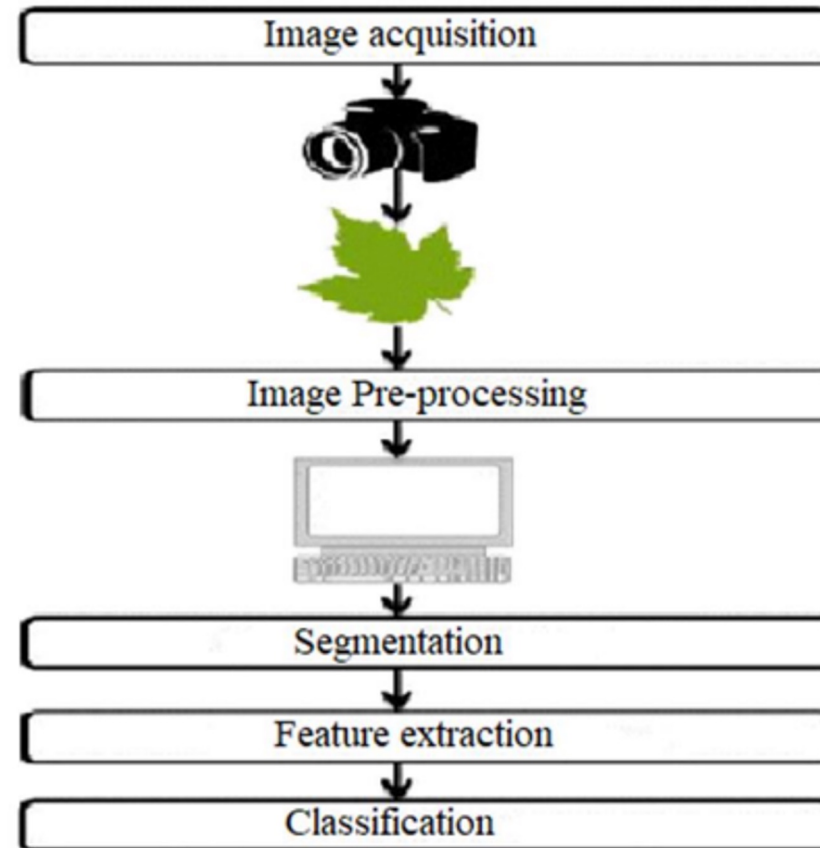 Image acquisition
Image Pre-processing
Segmentation
Feature extraction
Classification